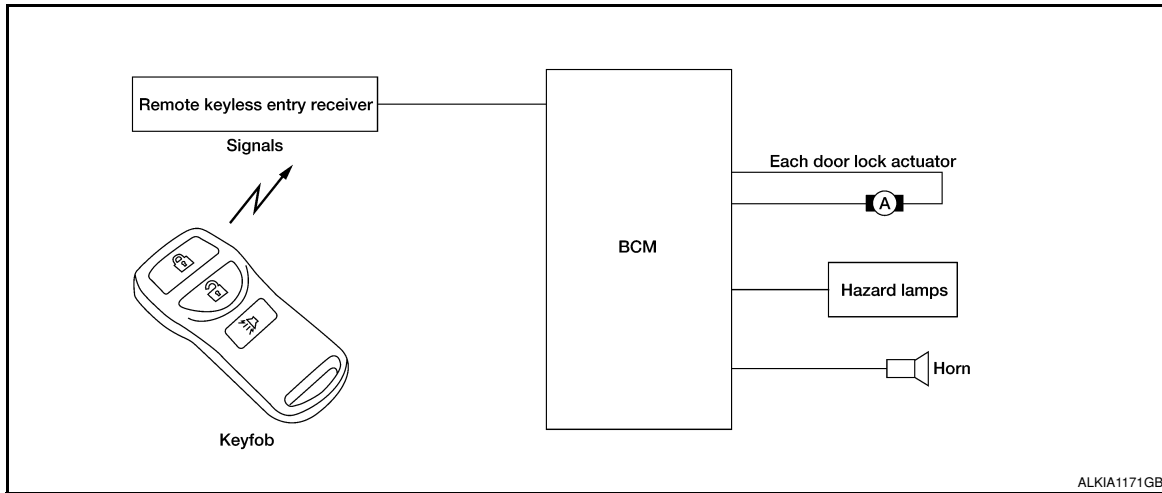 Remote keyless entry receiver
Signals
Keyfob
BCM
Each door lock actuator
A
Hazard lamps
Horn
ALKIA1171GB